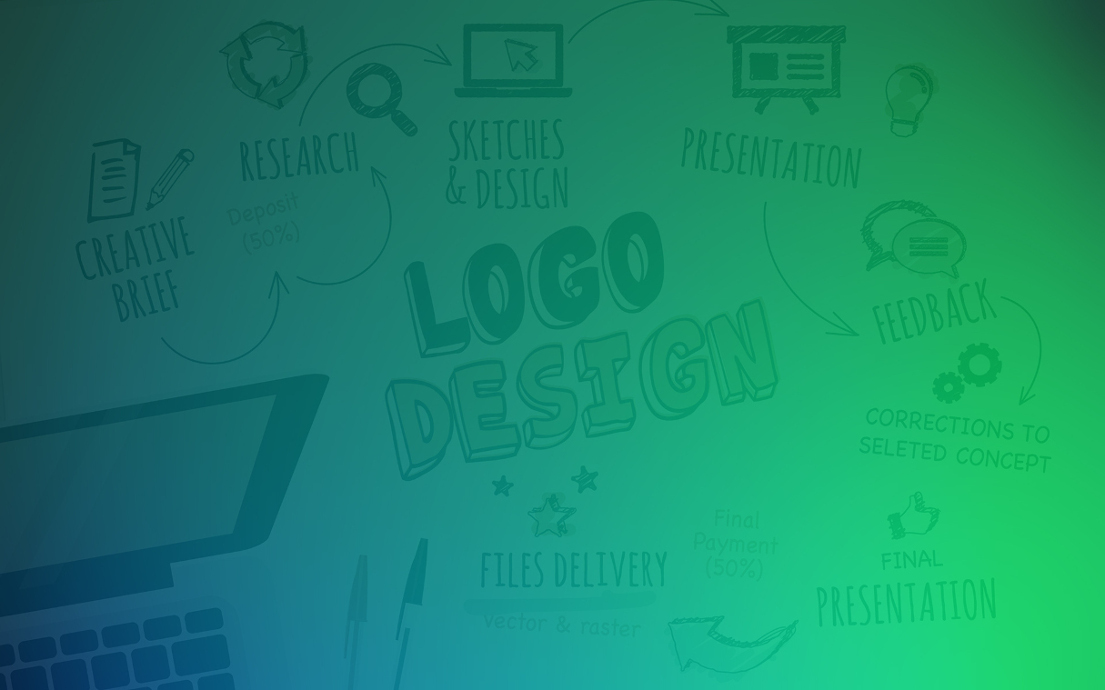 CREATIVE
BRIEF
Deposit
(50%)
RESEARCH
SKETCHES
& DESIGN
PRESENTATION
FEEDBACK
CORRECTIONS TO
SELETED CONCEPT
FINAL
PRESENTATION
Final
Payment
(50%)
FILES DELIVERY
vector & raster
LOGO
DESIGN